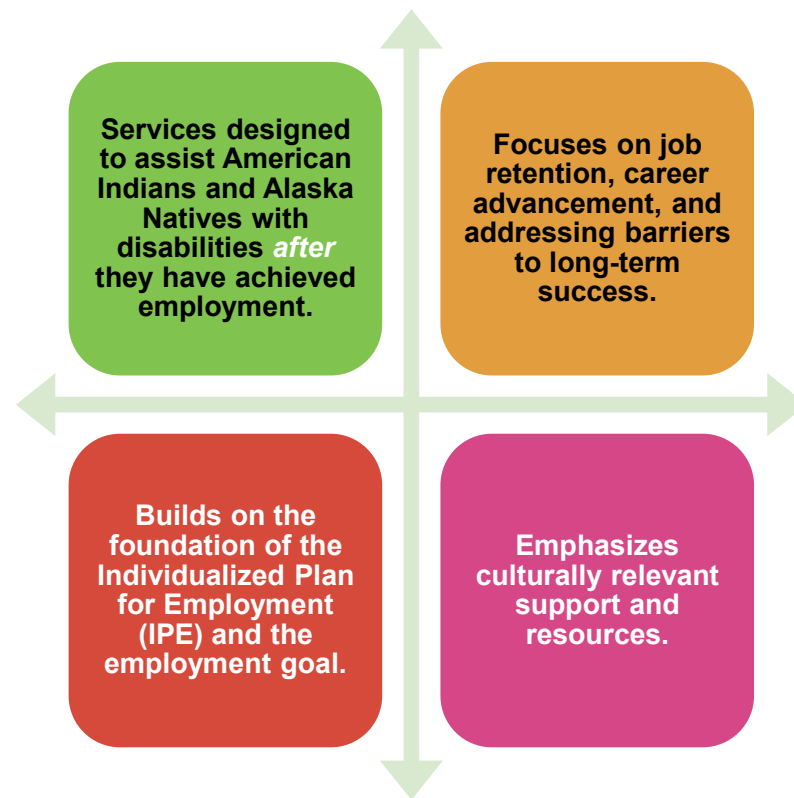 Services designed
to assist American
Indians and Alaska
Natives with
disabilities after
they have achieved
employment.
Focuses on job
retention, career
advancement, and
addressing barriers
to long-term
success.
Builds on the
foundation of the
Individualized Plan
for Employment
(IPE) and the
employment goal.
Emphasizes
culturally relevant
support and
resources.